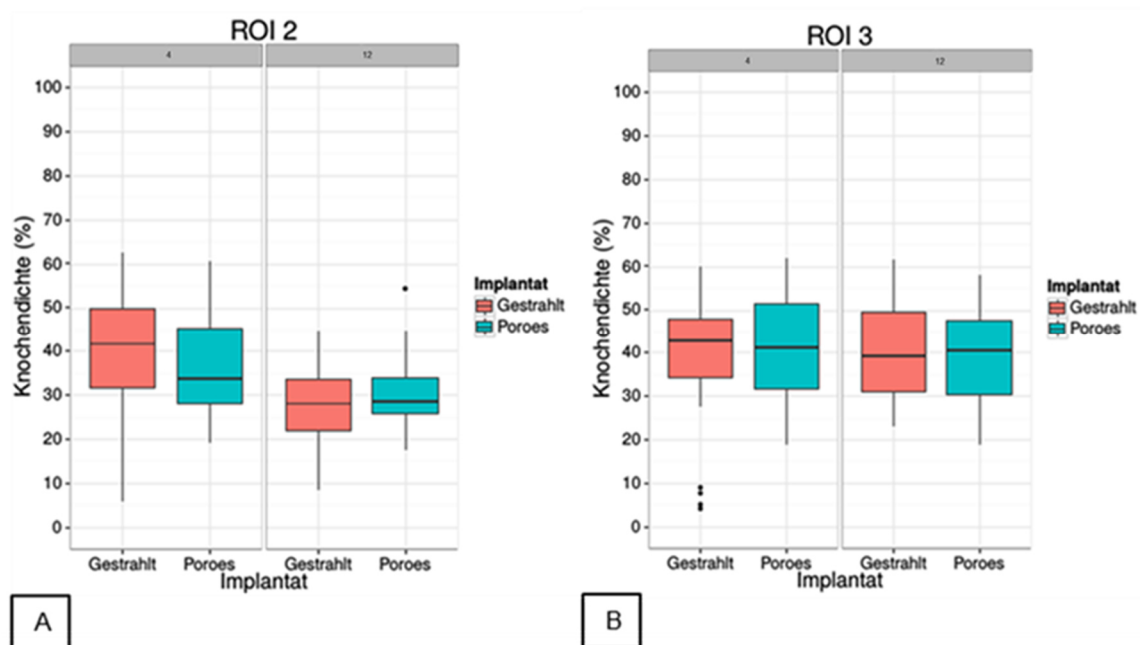 ROI 2
4 12
100
90
80
70
60
50
40
30
20
10
0
Knochendichte (%)
Gestrahlt Poroes Gestrahlt Poroes
Implantat
Implantat
Gestrahlt
Poroes
A
ROI 3
4 12
100
90
80
70
60
50
40
30
20
10
0
Knochendichte (%)
Gestrahlt Poroes Gestrahlt Poroes
Implantat
Implantat
Gestrahlt
Poroes
B